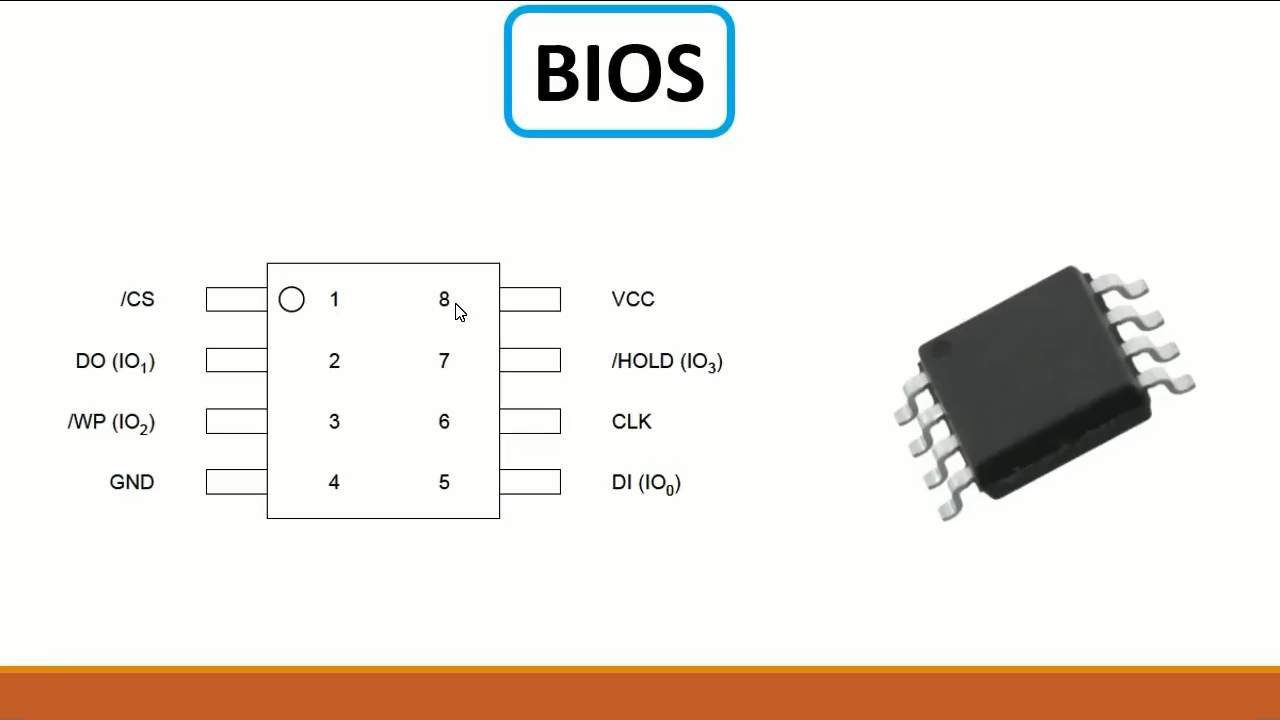 BIOS
/CS 1 8 VCC
DO (IO₁) 2 7 /HOLD (IO₃)
/WP (IO₂) 3 6 CLK
GND 4 5 DI (IO₀)